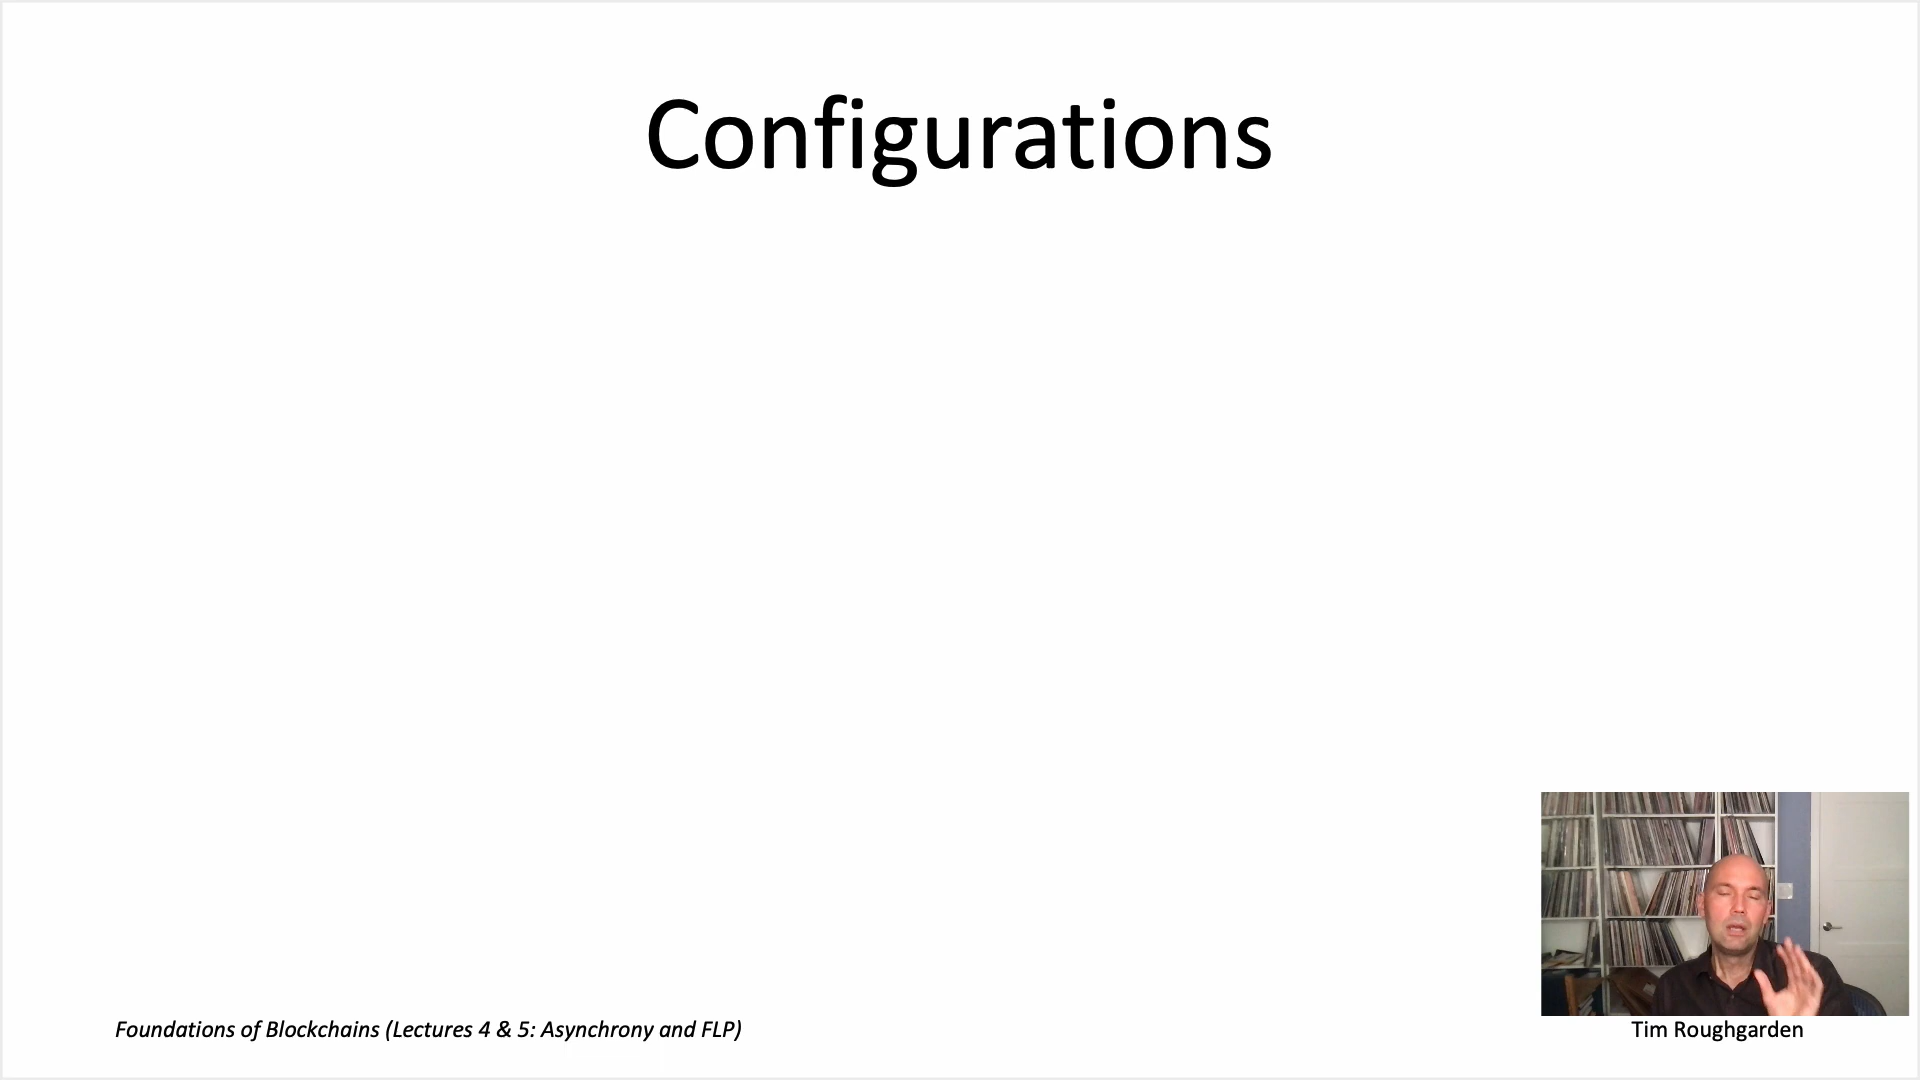 Configurations
Foundations of Blockchains (Lectures 4 & 5: Asynchrony and FLP)
Tim Roughgarden